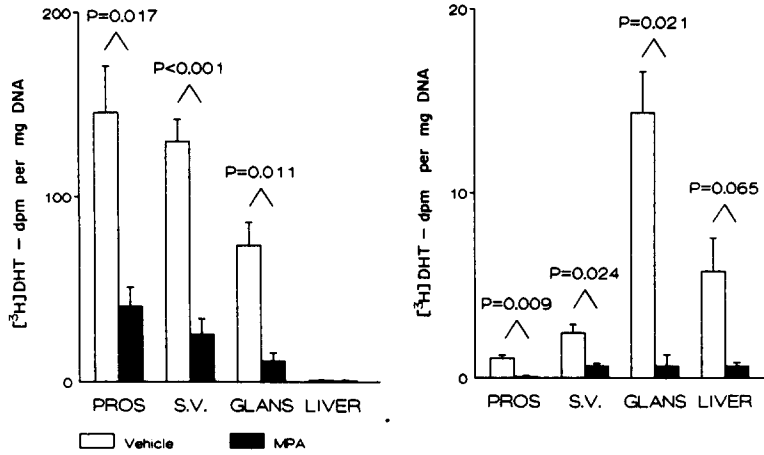 [³H]DHT – dpm per mg DNA
200
100
0
P=0.017
P<0.001
P=0.011
PROS S.V. GLANS LIVER
Vehicle MPA
[³H]DHT – dpm per mg DNA
20
10
0
P=0.021
P=0.065
P=0.024
P=0.009
PROS S.V. GLANS LIVER